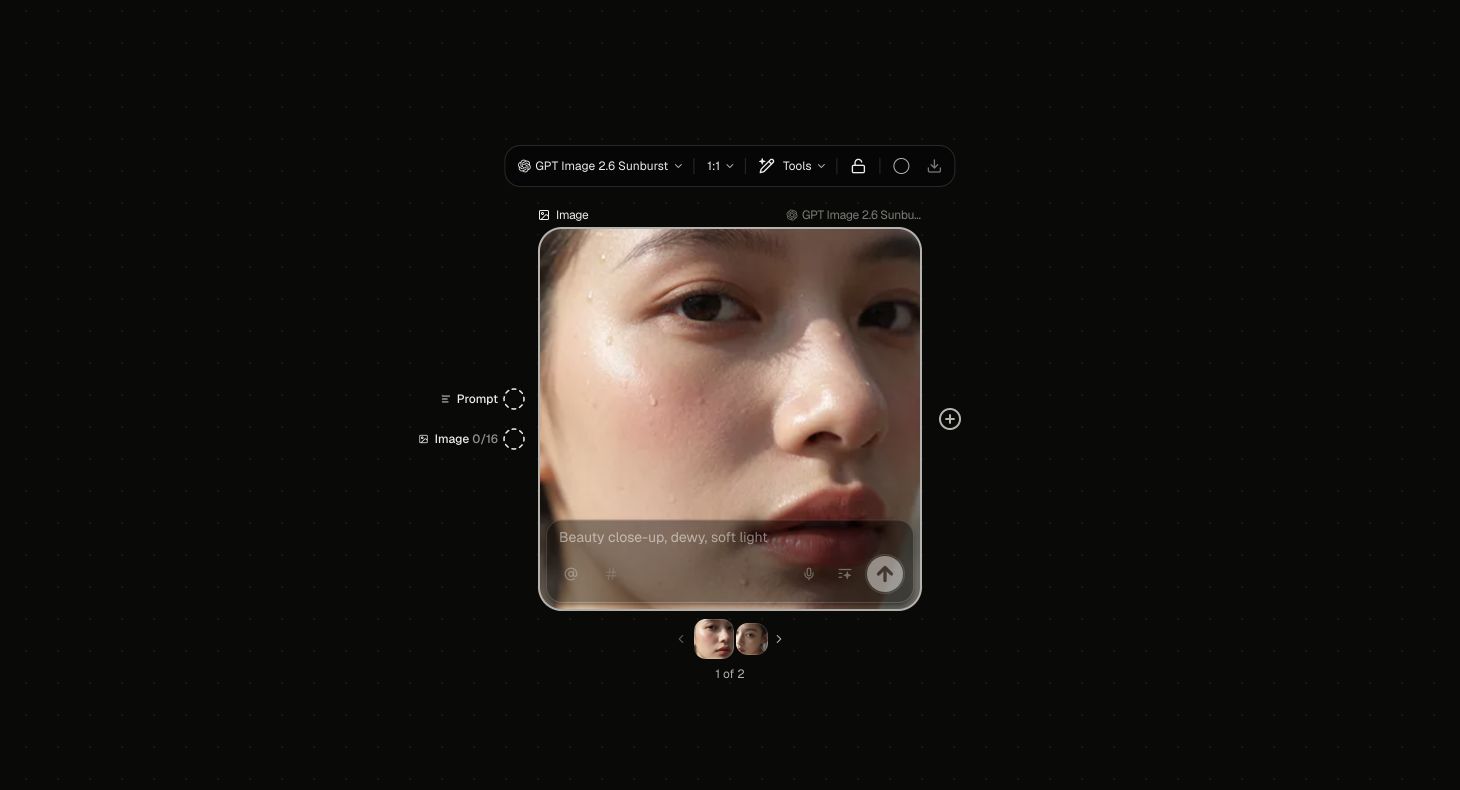 GPT Image 2.6 Sunburst 1:1 Tools
Image GPT Image 2.6 Sunbu...
Prompt
Image 0/16
Beauty close-up, dewy, soft light
@ #
1 of 2